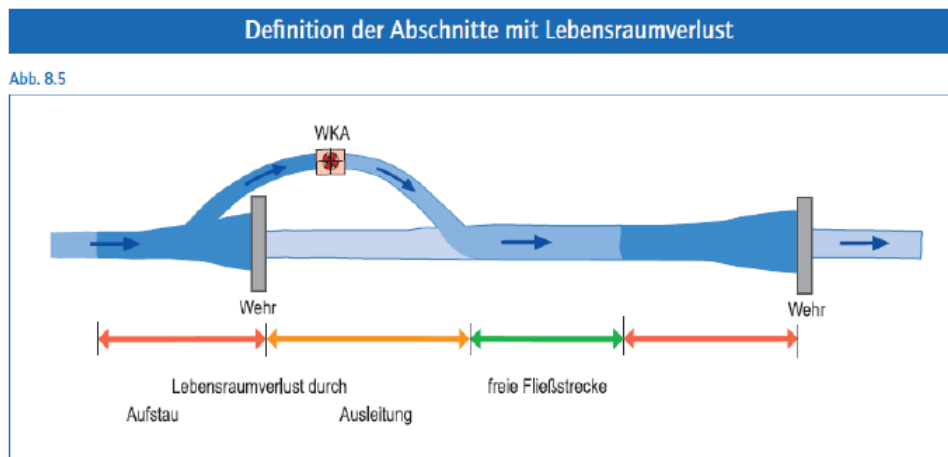 Definition der Abschnitte mit Lebensraumverlust
Abb. 8.5
WKA
Wehr
Wehr
Lebensraumverlust durch
freie Fließstrecke
Aufstau
Ausleitung